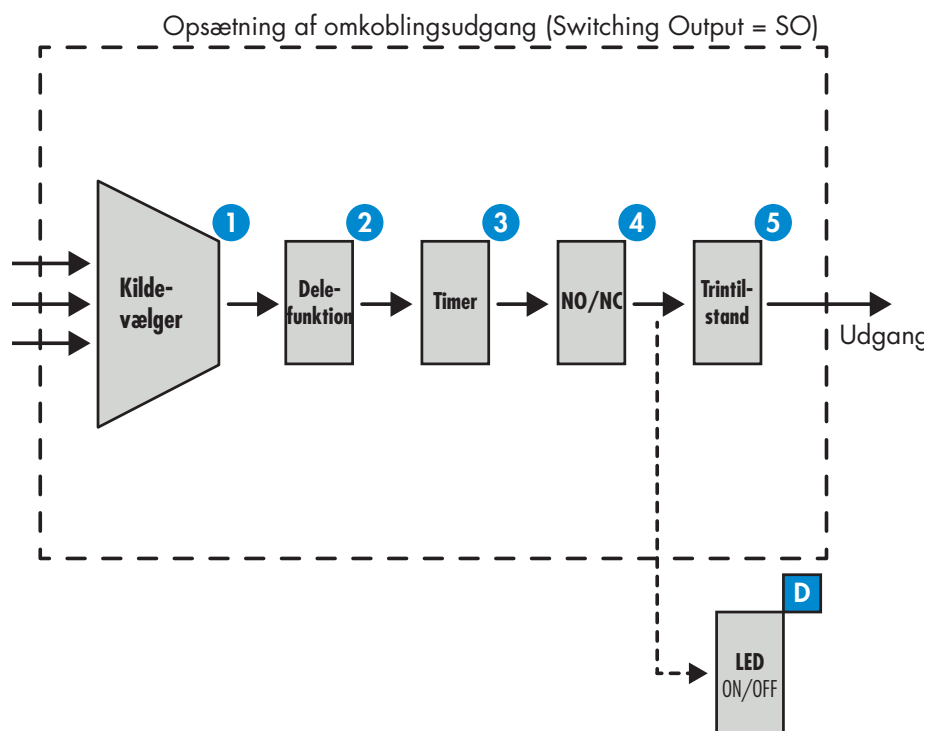 Opsætning af omkoblingsudgang (Switching Output = SO)
1
2
3
4
5
Kilde-
vælger
Dele-
funktion
Timer
NO/NC
Trintil-
stand
Udgang
D
LED
ON/OFF